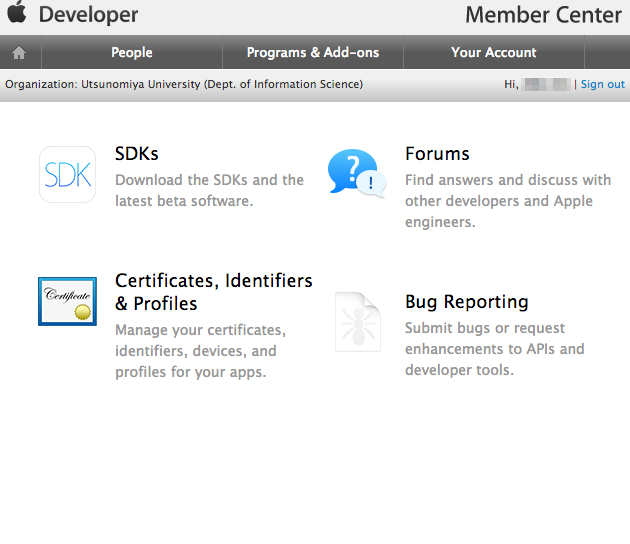 Developer
Member Center
People
Programs & Add-ons
Your Account
Organization: Utsunomiya University (Dept. of Information Science)
Hi, | Sign out
SDK
SDKs
Download the SDKs and the
latest beta software.
?
!
Forums
Find answers and discuss with
other developers and Apple
engineers.
Certificate
Certificates, Identifiers
& Profiles
Manage your certificates,
identifiers, devices, and
profiles for your apps.
Bug Reporting
Submit bugs or request
enhancements to APIs and
developer tools.